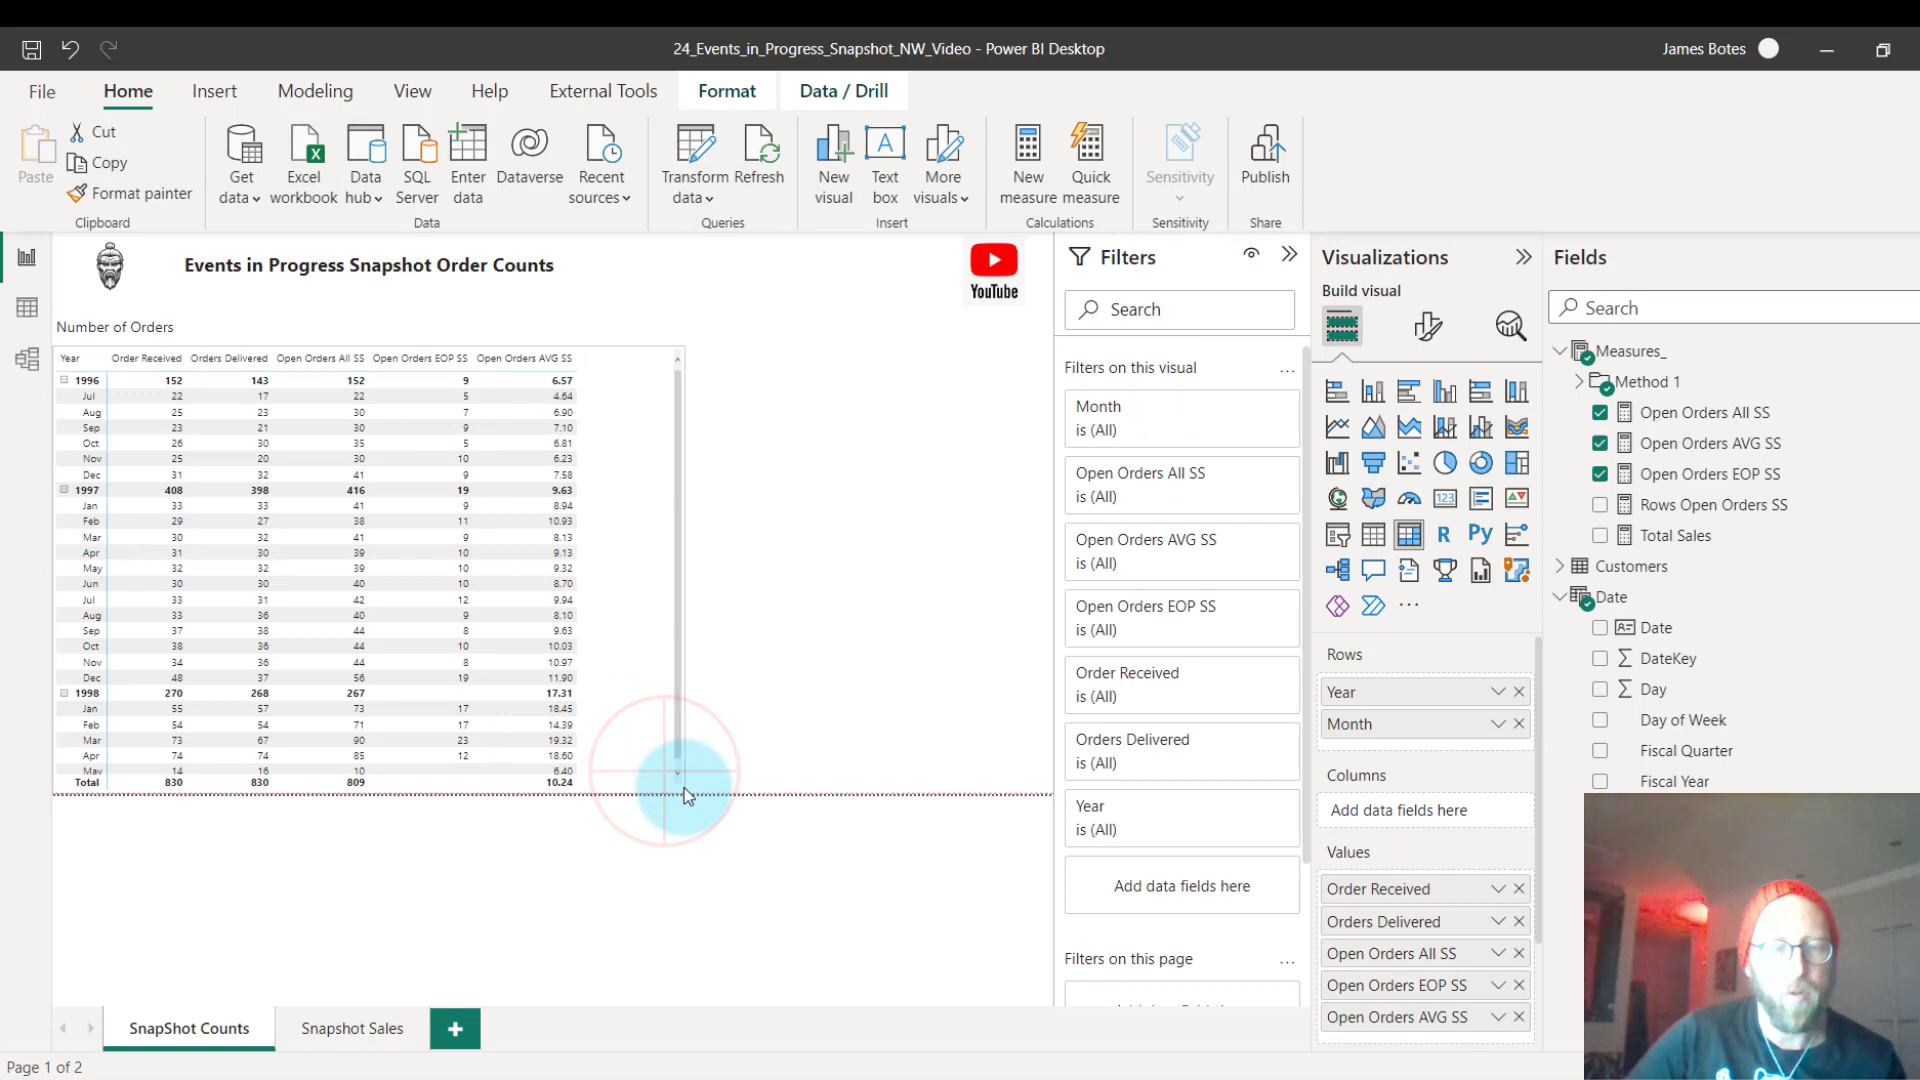 24_Events_in_Progress_Snapshot_NW_Video - Power BI Desktop
James Botes
File Home Insert Modeling View Help External Tools Format Data / Drill
Paste
Cut
Copy
Format painter
Clipboard
Get data
Excel workbook
Data hub
SQL Server
Enter data
Dataverse
Recent sources
Data
Transform data
Refresh
Queries
New visual
Text box
More visuals
Insert
New measure
Quick measure
Calculations
Sensitivity
Sensitivity
Publish
Share
Events in Progress Snapshot Order Counts
YouTube
Number of Orders
Year Order Received Orders Delivered Open Orders All SS Open Orders EOP SS Open Orders AVG SS
1996 152 143 152 9 6.57
Jul 22 17 22 5 4.64
Aug 25 23 30 7 6.90
Sep 23 21 30 9 7.10
Oct 26 30 35 5 6.81
Nov 25 20 30 10 6.23
Dec 31 32 41 9 7.58
1997 408 398 416 19 9.63
Jan 33 33 41 9 8.94
Feb 29 27 38 11 10.93
Mar 30 32 41 9 8.13
Apr 31 30 39 10 9.13
May 32 32 39 10 9.32
Jun 30 30 40 10 8.70
Jul 33 31 42 12 9.94
Aug 33 36 40 9 8.10
Sep 37 38 44 8 9.63
Oct 38 36 44 10 10.03
Nov 34 36 44 8 10.97
Dec 48 37 56 19 11.90
1998 270 268 267 17.31
Jan 55 57 73 17 18.45
Feb 54 54 71 17 14.39
Mar 73 67 90 23 19.32
Apr 74 74 85 12 18.60
May 14 16 10 6.40
Total 830 830 809 10.24
Filters
Search
Filters on this visual ...
Month
is (All)
Open Orders All SS
is (All)
Open Orders AVG SS
is (All)
Open Orders EOP SS
is (All)
Order Received
is (All)
Orders Delivered
is (All)
Year
is (All)
Add data fields here
Filters on this page ...
Visualizations
Build visual
123
R
Py
...
Rows
Year
Month
Columns
Add data fields here
Values
Order Received
Orders Delivered
Open Orders All SS
Open Orders EOP SS
Open Orders AVG SS
Fields
Search
Measures_
Method 1
Open Orders All SS
Open Orders AVG SS
Open Orders EOP SS
Rows Open Orders SS
Total Sales
Customers
Date
Date
DateKey
Day
Day of Week
Fiscal Quarter
Fiscal Year
SnapShot Counts
Snapshot Sales
Page 1 of 2